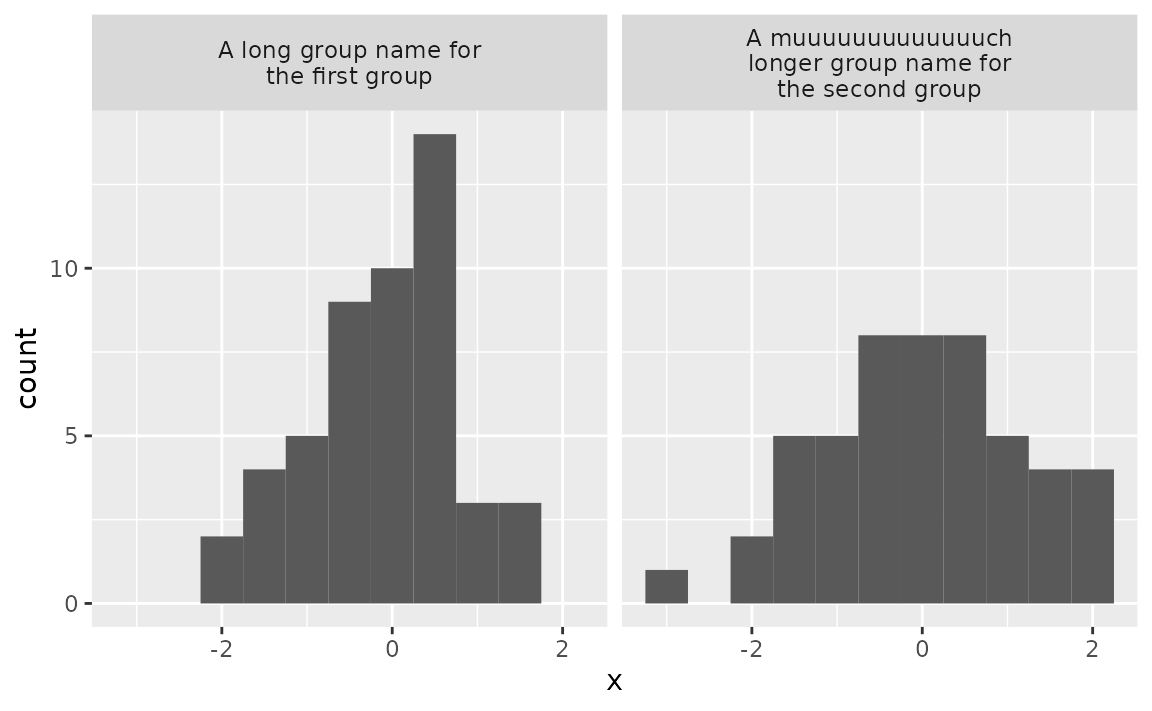 A long group name for
the first group
A muuuuuuuuuuuuuch
longer group name for
the second group
count
10
5
0
-2 0 2
-2 0 2
x